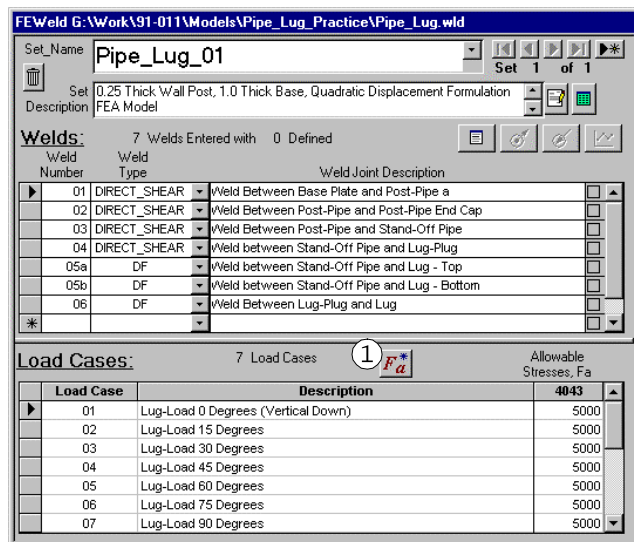 FEWeld G:\Work\91-011\Models\Pipe_Lug_Practice\Pipe_Lug.wld
Set_Name Pipe_Lug_01
Set 1 of 1
Set Description 0.25 Thick Wall Post, 1.0 Thick Base, Quadratic Displacement Formulation
FEA Model
Welds: 7 Welds Entered with 0 Defined
Weld Number Weld Type Weld Joint Description
01 DIRECT_SHEAR Weld Between Base Plate and Post-Pipe a
02 DIRECT_SHEAR Weld Between Post-Pipe and Post-Pipe End Cap
03 DIRECT_SHEAR Weld Between Post-Pipe and Stand-Off Pipe
04 DIRECT_SHEAR Weld between Stand-Off Pipe and Lug-Plug
05a DF Weld between Stand-Off Pipe and Lug - Top
05b DF Weld between Stand-Off Pipe and Lug - Bottom
06 DF Weld Between Lug-Plug and Lug
Load Cases: 7 Load Cases 1 Fa* Allowable Stresses, Fa
Load Case Description 4043
01 Lug-Load 0 Degrees (Vertical Down) 5000
02 Lug-Load 15 Degrees 5000
03 Lug-Load 30 Degrees 5000
04 Lug-Load 45 Degrees 5000
05 Lug-Load 60 Degrees 5000
06 Lug-Load 75 Degrees 5000
07 Lug-Load 90 Degrees 5000